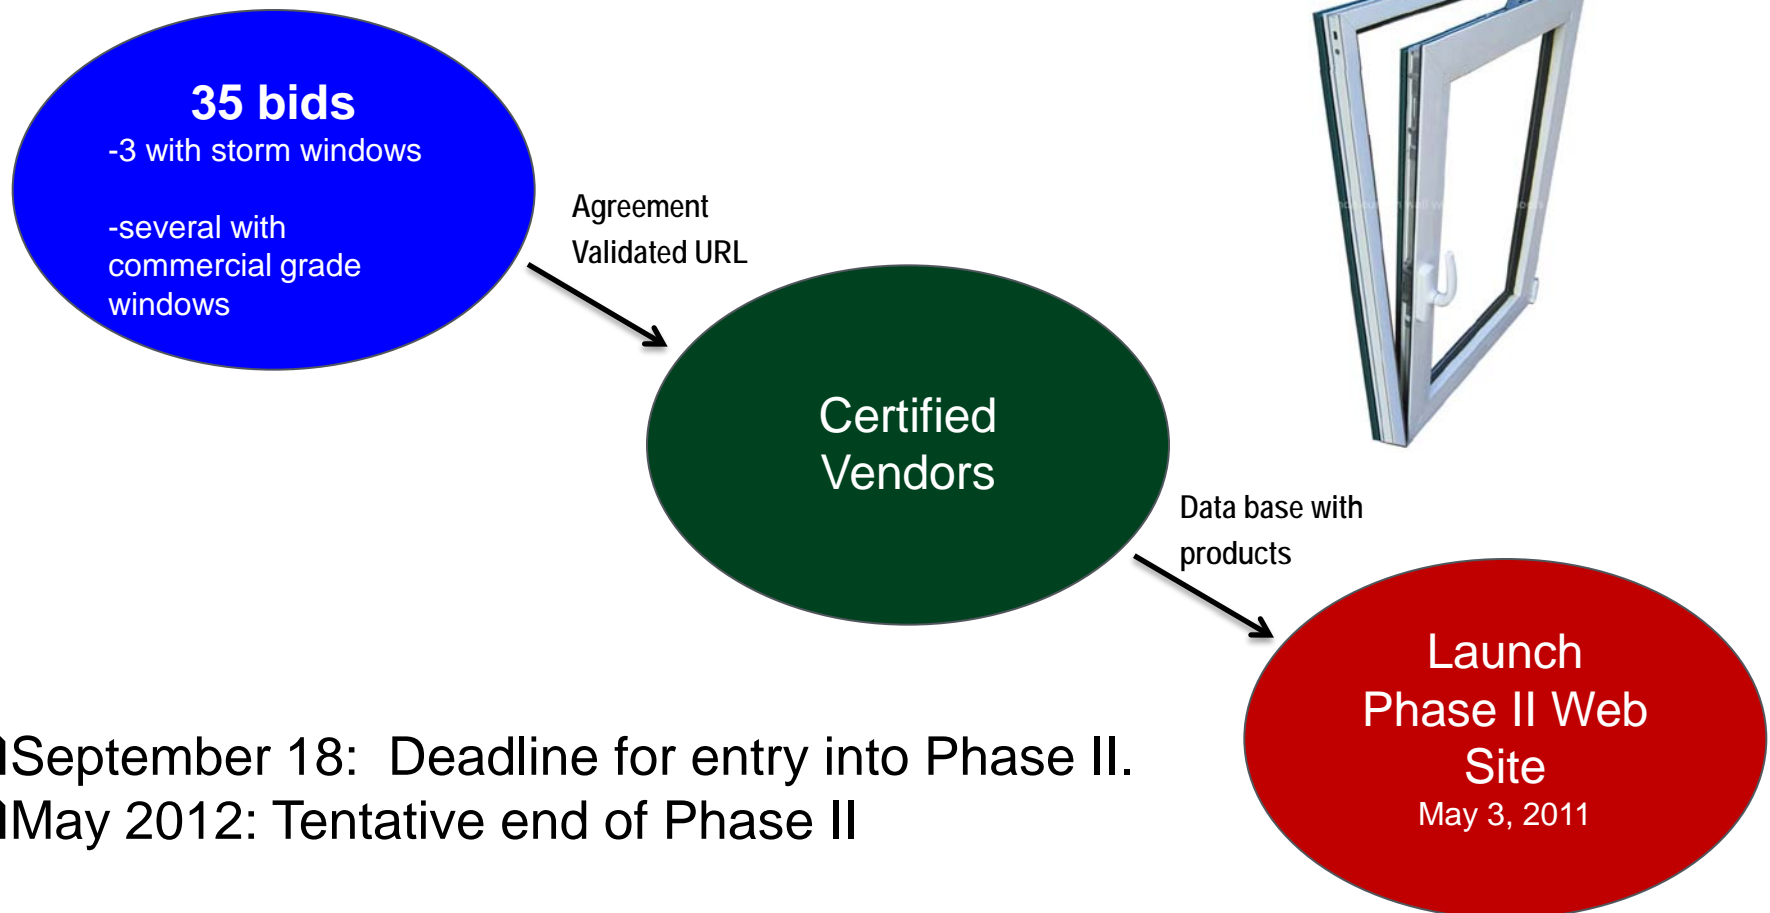 35 bids
-3 with storm windows
-several with
commercial grade
windows
Agreement
Validated URL
Certified
Vendors
Data base with
products
Launch
Phase II Web
Site
May 3, 2011
September 18:  Deadline for entry into Phase II.
May 2012: Tentative end of Phase II